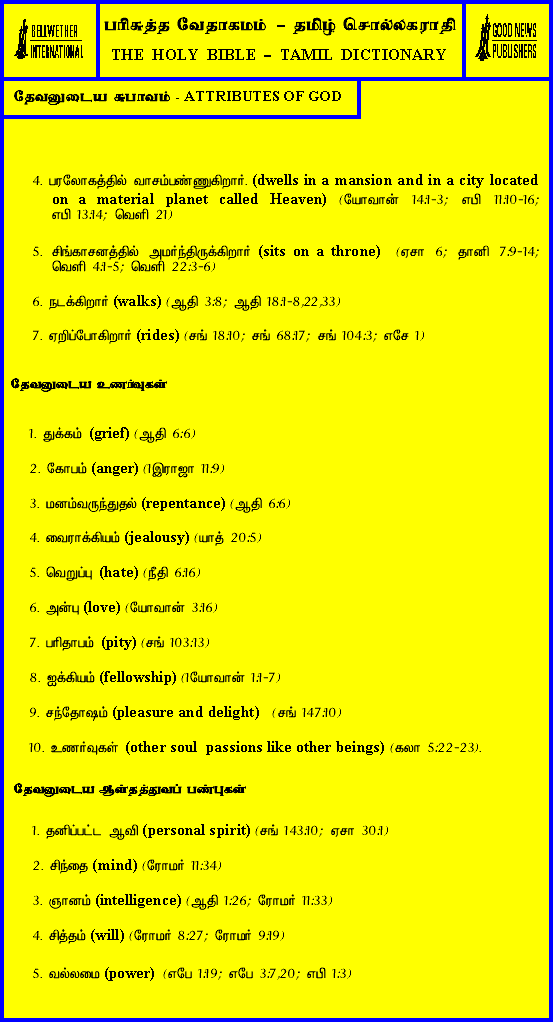 BELLWETHER
INTERNATIONAL
பரிசுத்த வேதாகமம் – தமிழ் சொல்லகராதி
THE HOLY BIBLE – TAMIL DICTIONARY
GOOD NEWS
PUBLISHERS
தேவனுடைய சுபாவம் - ATTRIBUTES OF GOD
4. பரலோகத்தில் வாசம்பண்ணுகிறார். (dwells in a mansion and in a city located
on a material planet called Heaven) (யோவான் 14:1-3; எபி 11:10-16;
எபி 13:14; வெளி 21)
5. சிங்காசனத்தில் அமர்ந்திருக்கிறார் (sits on a throne) (ஏசா 6; தானி 7:9-14;
வெளி 4:1-5; வெளி 22:3-6)
6. நடக்கிறார் (walks) (ஆதி 3:8; ஆதி 18:1-8,22,33)
7. ஏறிப்போகிறார் (rides) (சங் 18:10; சங் 68:17; சங் 104:3; எசே 1)
தேவனுடைய உணர்வுகள்
1. துக்கம் (grief) (ஆதி 6:6)
2. கோபம் (anger) (1இராஜா 11:9)
3. மனம்வருந்துதல் (repentance) (ஆதி 6:6)
4. வைராக்கியம் (jealousy) (யாத் 20:5)
5. வெறுப்பு (hate) (நீதி 6:16)
6. அன்பு (love) (யோவான் 3:16)
7. பரிதாபம் (pity) (சங் 103:13)
8. ஐக்கியம் (fellowship) (1யோவான் 1:1-7)
9. சந்தோஷம் (pleasure and delight) (சங் 147:10)
10. உணர்வுகள் (other soul passions like other beings) (கலா 5:22-23).
தேவனுடைய ஆள்தத்துவப் பண்புகள்
1. தனிப்பட்ட ஆவி (personal spirit) (சங் 143:10; ஏசா 30:1)
2. சிந்தை (mind) (ரோமர் 11:34)
3. ஞானம் (intelligence) (ஆதி 1:26; ரோமர் 11:33)
4. சித்தம் (will) (ரோமர் 8:27; ரோமர் 9:19)
5. வல்லமை (power) (எபே 1:19; எபே 3:7,20; எபி 1:3)